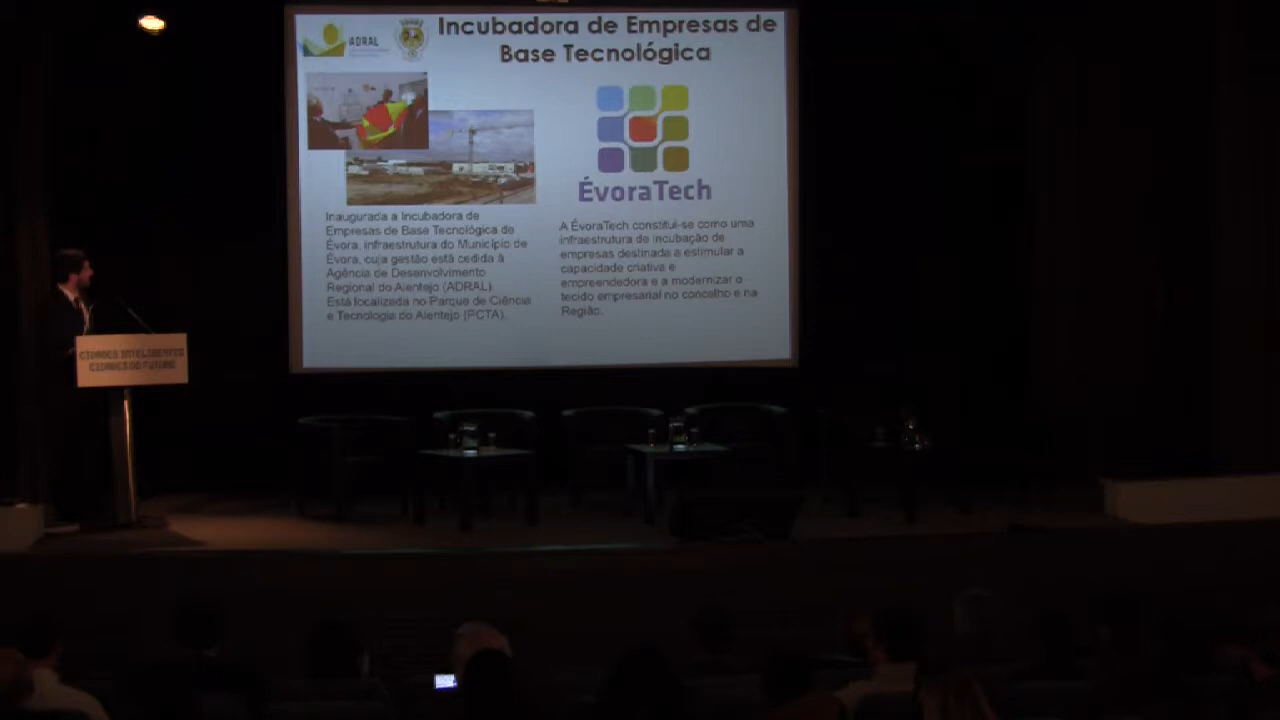 ADRAL
Incubadora de Empresas de
Base Tecnológica
ÉvoraTech
Inaugurada a Incubadora de
Empresas de Base Tecnológica de
Évora, infraestrutura do Município de
Évora, cuja gestão está cedida à
Agência de Desenvolvimento
Regional do Alentejo (ADRAL).
Está localizada no Parque de Ciência
e Tecnologia do Alentejo (PCTA).
A ÉvoraTech constitui-se como uma
infraestrutura de incubação de
empresas destinada a estimular a
capacidade criativa e
empreendedora e a modernizar o
tecido empresarial no concelho e na
Região.
CIDADES INTELIGENTES
CIDADES DO FUTURO